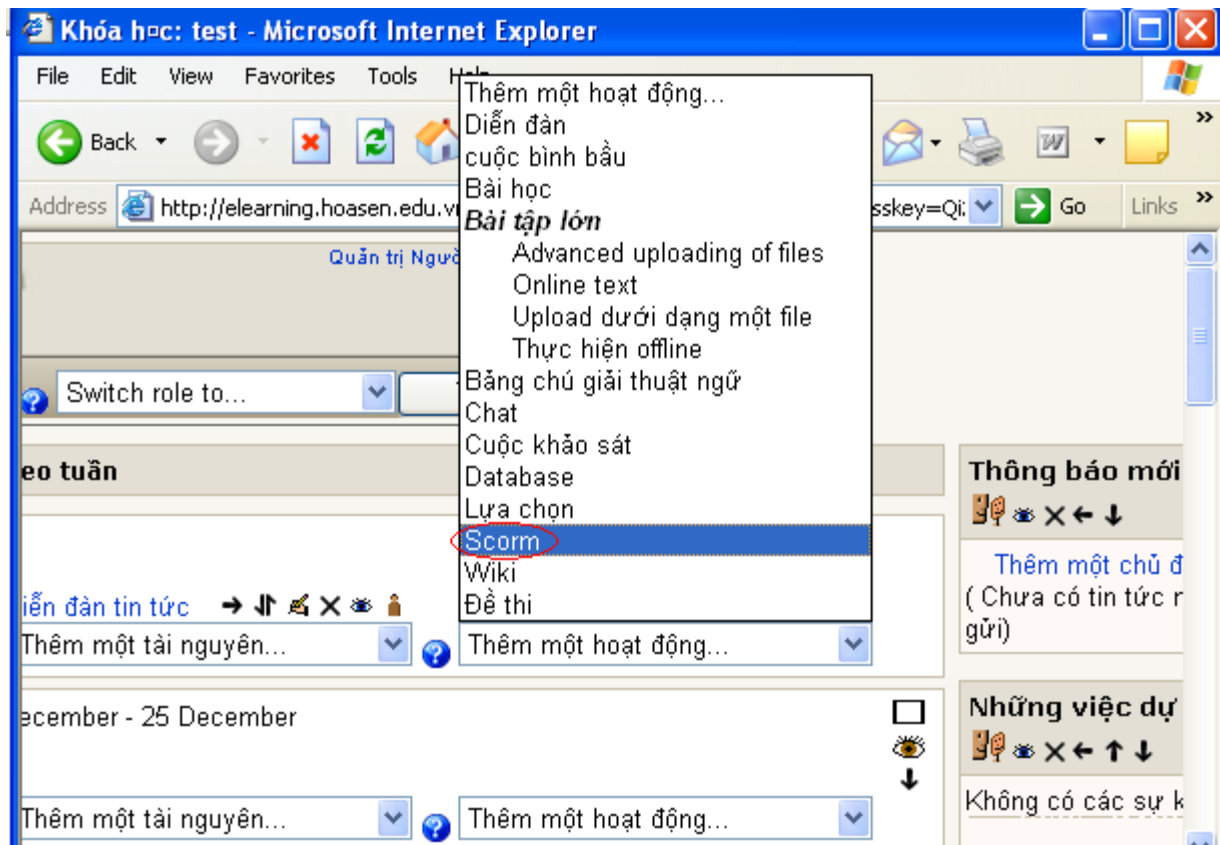 Khóa học: test - Microsoft Internet Explorer
File Edit View Favorites Tools Help
Back
Address http://elearning.hoasen.edu.v sskey=Qi Go Links
Thêm một hoạt động...
Diễn đàn
cuộc bình bầu
Bài học
Bài tập lớn
Advanced uploading of files
Online text
Upload dưới dạng một file
Thực hiện offline
Bảng chú giải thuật ngữ
Chat
Cuộc khảo sát
Database
Lựa chọn
Scorm
Wiki
Đề thi
Quản trị Ngườ
Switch role to...
eo tuần
iễn đàn tin tức
Thêm một tài nguyên... Thêm một hoạt động...
ecember - 25 December
Thêm một tài nguyên... Thêm một hoạt động...
Thông báo mới
Thêm một chủ đ
( Chưa có tin tức
gửi)
Những việc dự
Không có các sự k